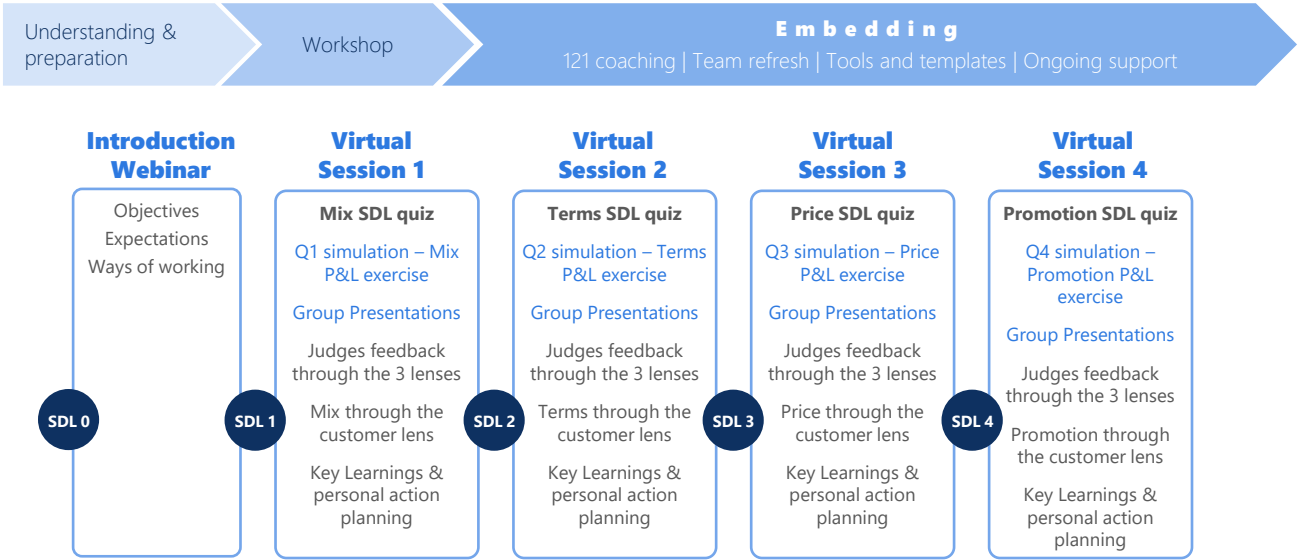 Understanding &
preparation
Workshop
Embedding
121 coaching | Team refresh | Tools and templates | Ongoing support
Introduction
Webinar
Objectives
Expectations
Ways of working
SDL 0
Virtual
Session 1
Mix SDL quiz
Q1 simulation – Mix
P&L exercise
Group Presentations
Judges feedback
through the 3 lenses
Mix through the
customer lens
Key Learnings &
personal action
planning
SDL 1
Virtual
Session 2
Terms SDL quiz
Q2 simulation – Terms
P&L exercise
Group Presentations
Judges feedback
through the 3 lenses
Terms through the
customer lens
Key Learnings &
personal action
planning
SDL 2
Virtual
Session 3
Price SDL quiz
Q3 simulation – Price
P&L exercise
Group Presentations
Judges feedback
through the 3 lenses
Price through the
customer lens
Key Learnings &
personal action
planning
SDL 3
Virtual
Session 4
Promotion SDL quiz
Q4 simulation –
Promotion P&L
exercise
Group Presentations
Judges feedback
through the 3 lenses
Promotion through
the customer lens
Key Learnings &
personal action
planning
SDL 4